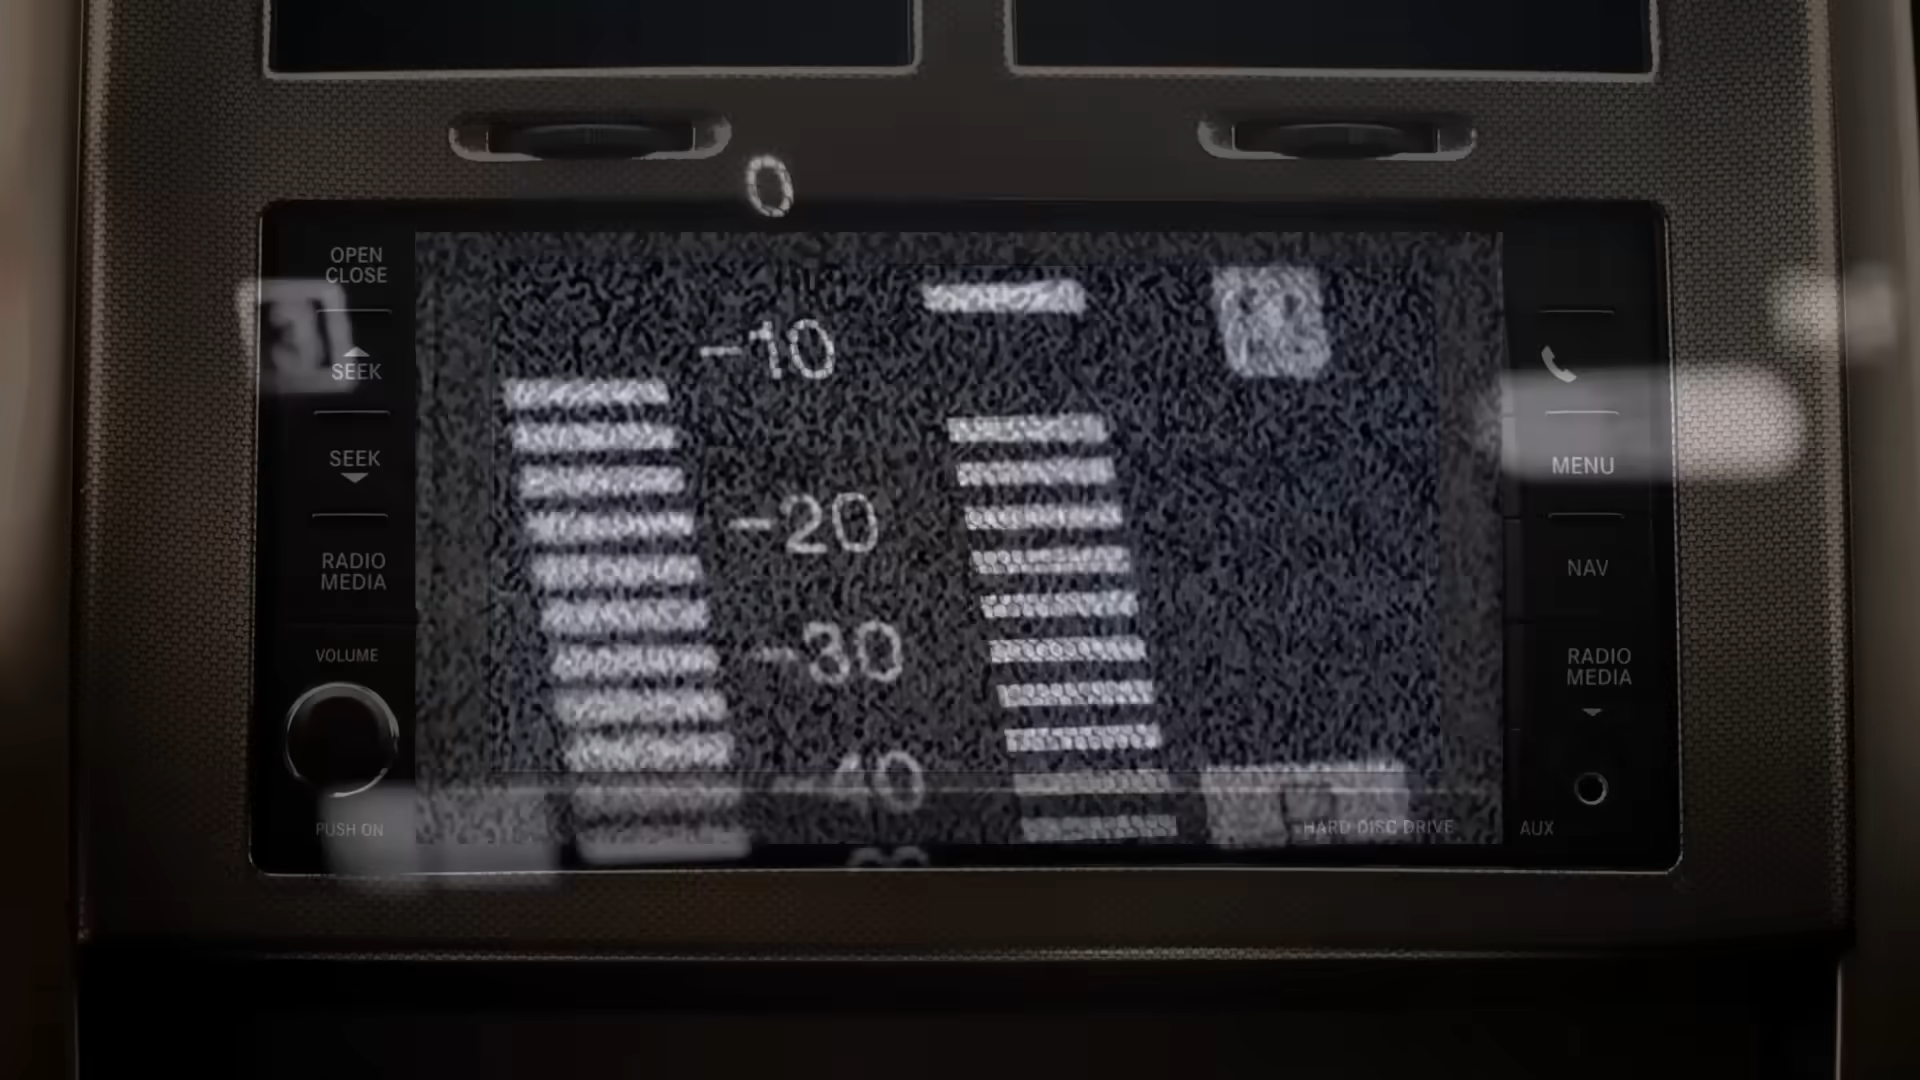 0
OPEN
CLOSE
-10
SEEK
MENU
SEEK
-20
NAV
RADIO
MEDIA
-30
VOLUME
RADIO
MEDIA
-40
PUSH ON
HARD DISC DRIVE
AUX